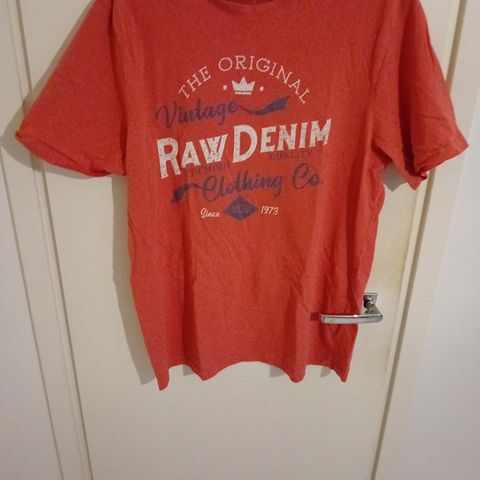 THE ORIGINAL
Vintage
RAW DENIM
PREMIUM QUALITY
Clothing Co.
Since 1973